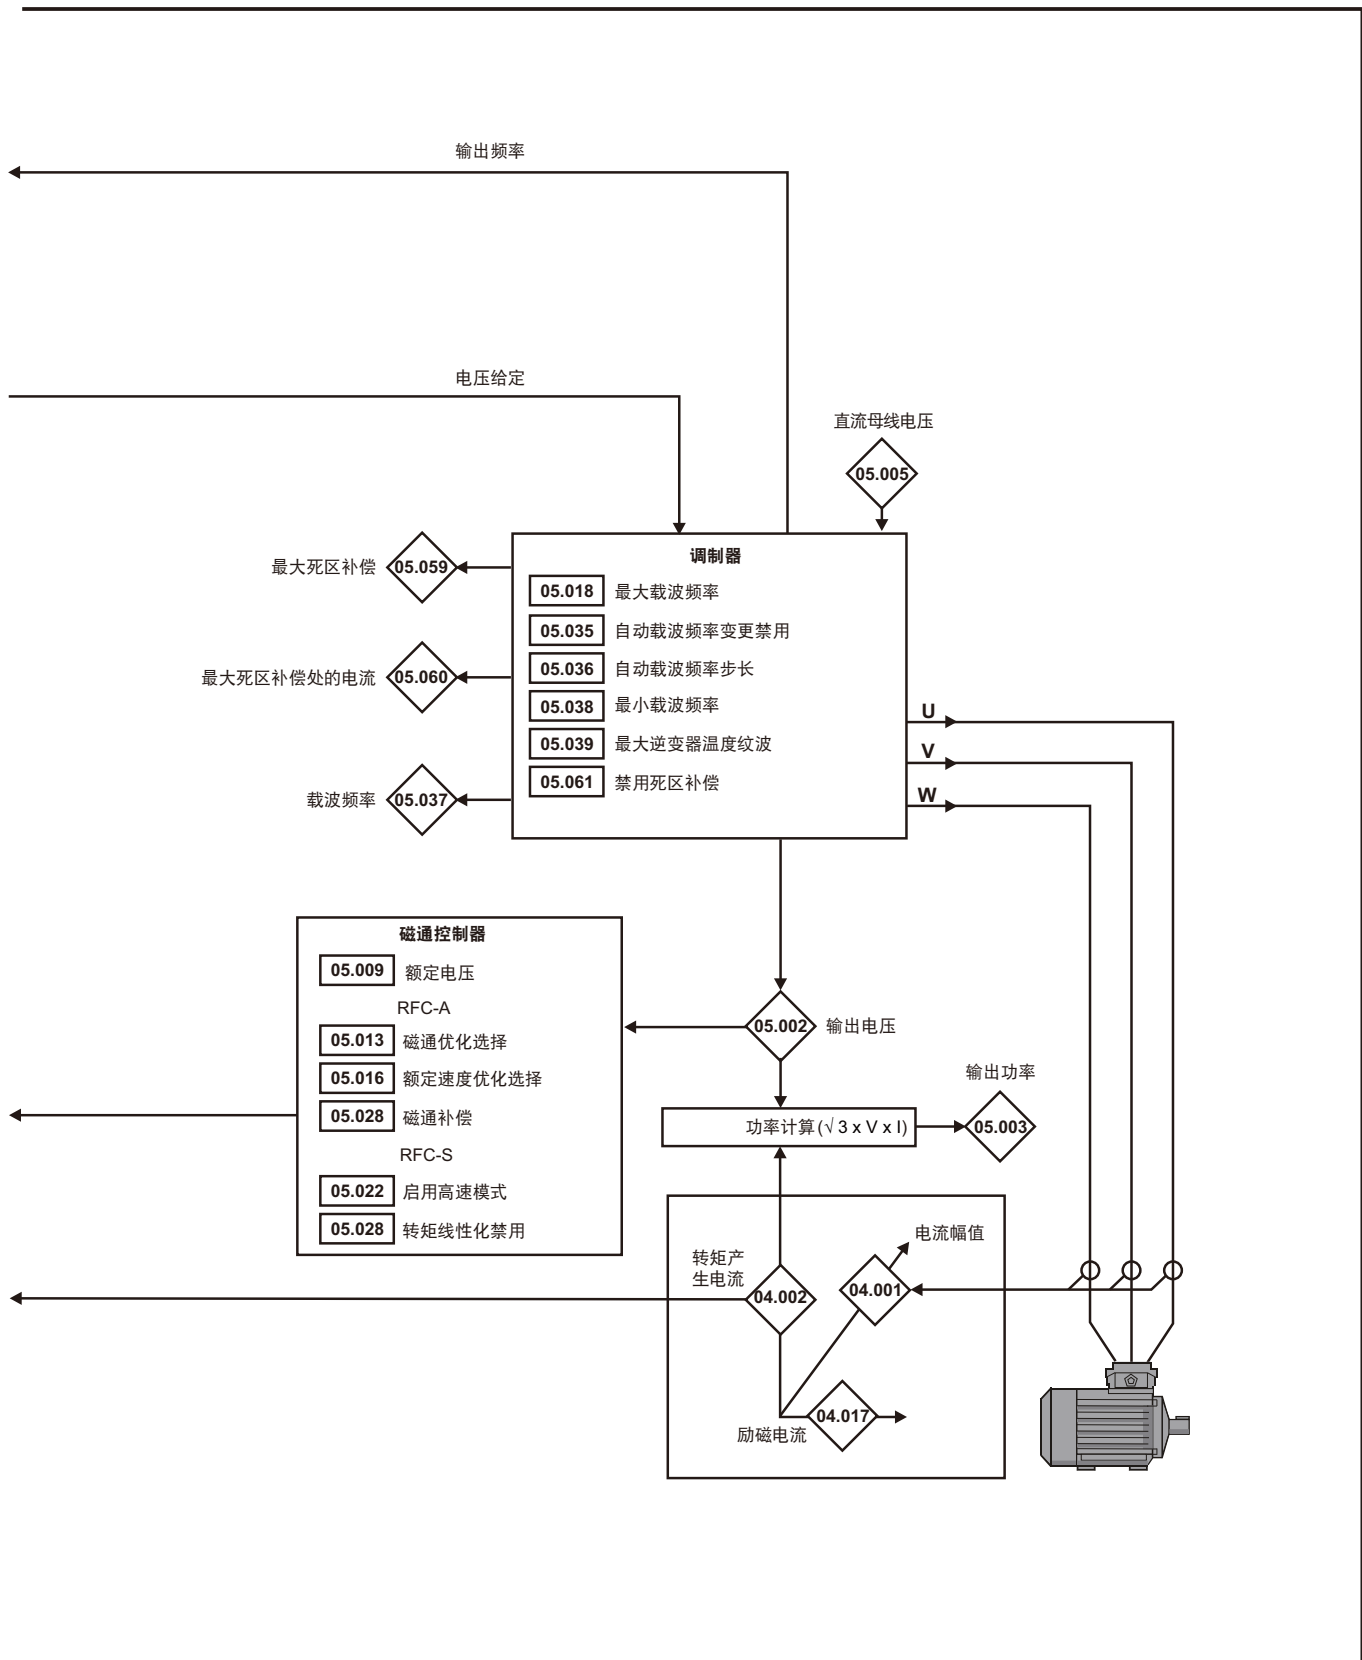 输出频率
电压给定
直流母线电压
05.005
调制器
最大死区补偿 05.059
05.018 最大载波频率
05.035 自动载波频率变更禁用
05.036 自动载波频率步长
最大死区补偿处的电流 05.060
05.038 最小载波频率
05.039 最大逆变器温度纹波
05.061 禁用死区补偿
载波频率 05.037
U
V
W
磁通控制器
05.009 额定电压
RFC-A
05.013 磁通优化选择
05.016 额定速度优化选择
05.028 磁通补偿
RFC-S
05.022 启用高速模式
05.028 转矩线性化禁用
05.002 输出电压
输出功率
功率计算(√ 3 x V x I)
05.003
电流幅值
转矩产
生电流
04.002
04.001
04.017
励磁电流